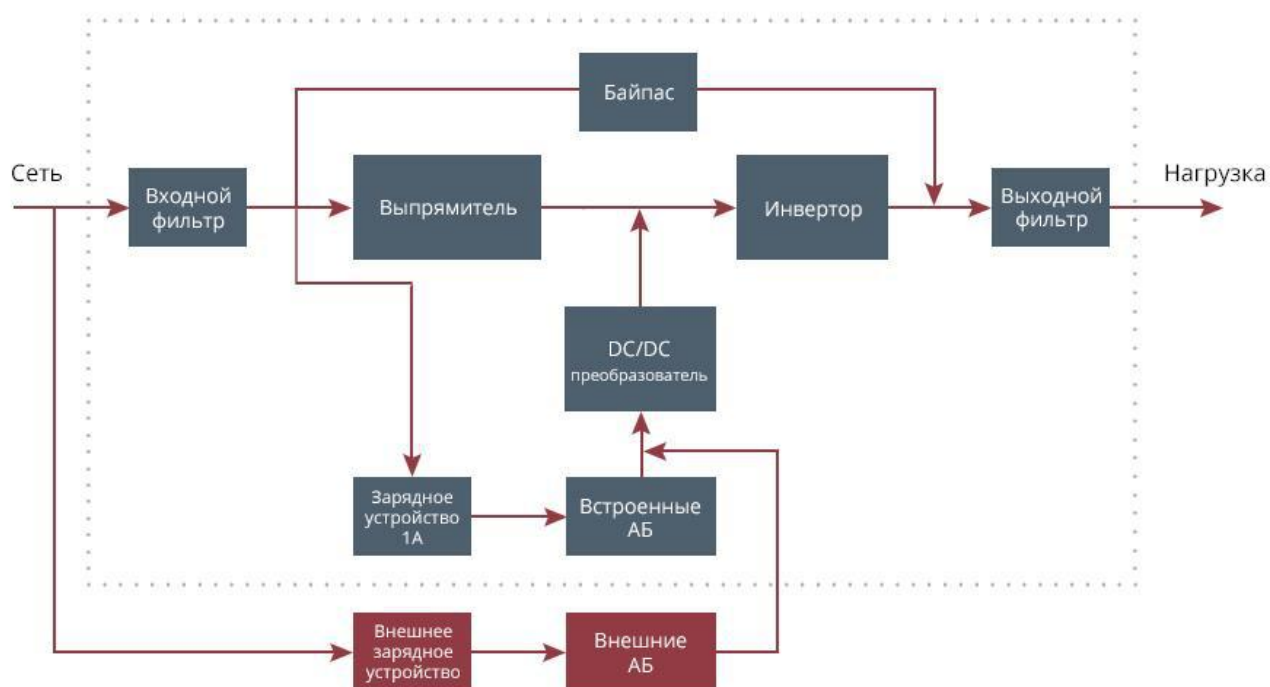 Байпас
Сеть
Входной
фильтр
Выпрямитель
Инвертор
Выходной
фильтр
Нагрузка
DC/DC
преобразователь
Зарядное
устройство
1А
Встроенные
АБ
Внешнее
зарядное
устройство
Внешние
АБ